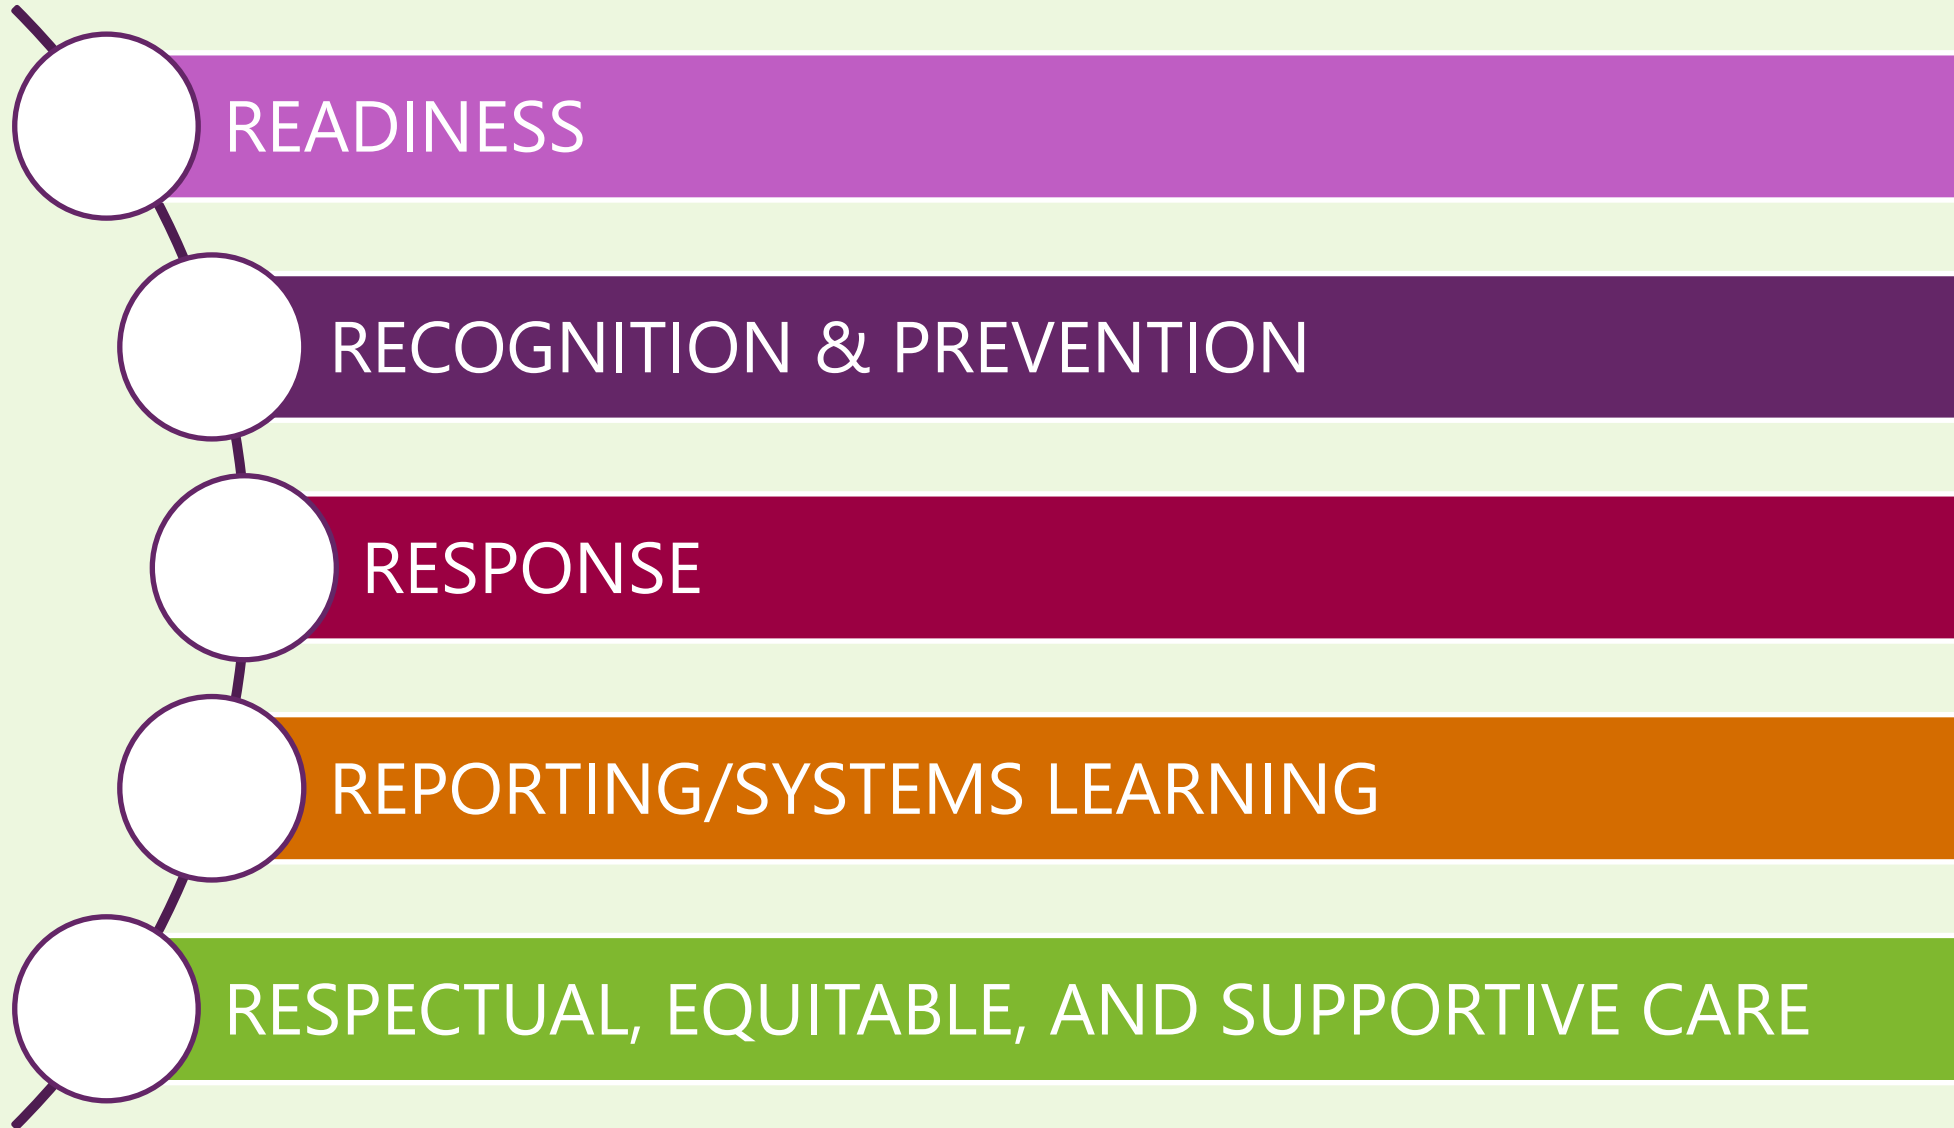 READINESS
RECOGNITION & PREVENTION
RESPONSE
REPORTING/SYSTEMS LEARNING
RESPECTUAL, EQUITABLE, AND SUPPORTIVE CARE